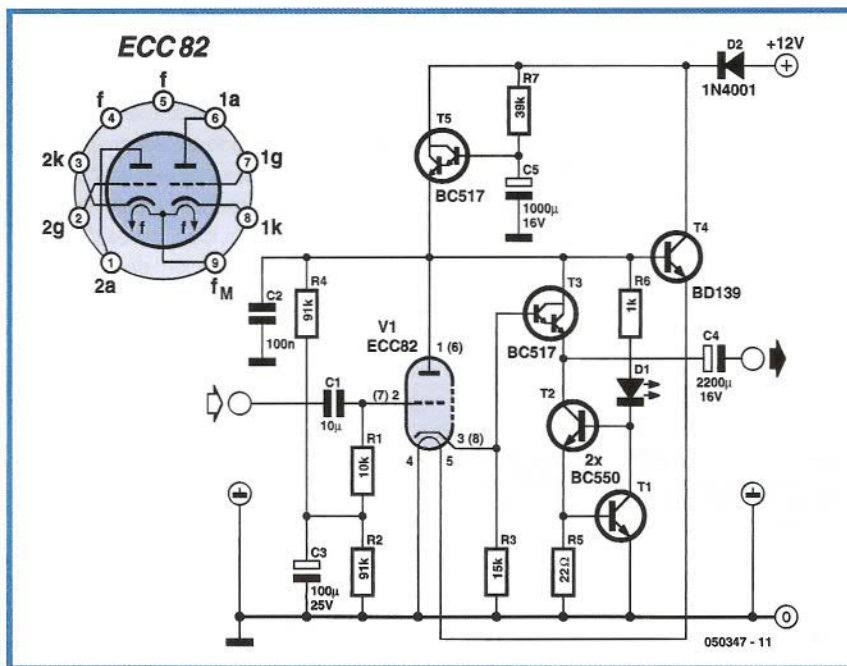 ECC 82
f
f
1a
2k
1g
2g
1k
2a
fM
5
4
6
3
7
2
8
1
9
f
f
D2
+12V
1N4001
R7
39k
T5
BC517
C5
1000µ
16V
T4
BD139
R4
91k
C2
100n
V1
ECC82
1 (6)
T3
BC517
R6
1k
C4
2200µ
16V
D1
C1
10µ
(7) 2
3 (8)
4
5
T2
2x
BC550
T1
R1
10k
R2
91k
C3
100µ
25V
R3
15k
R5
22Ω
0
050347 - 11